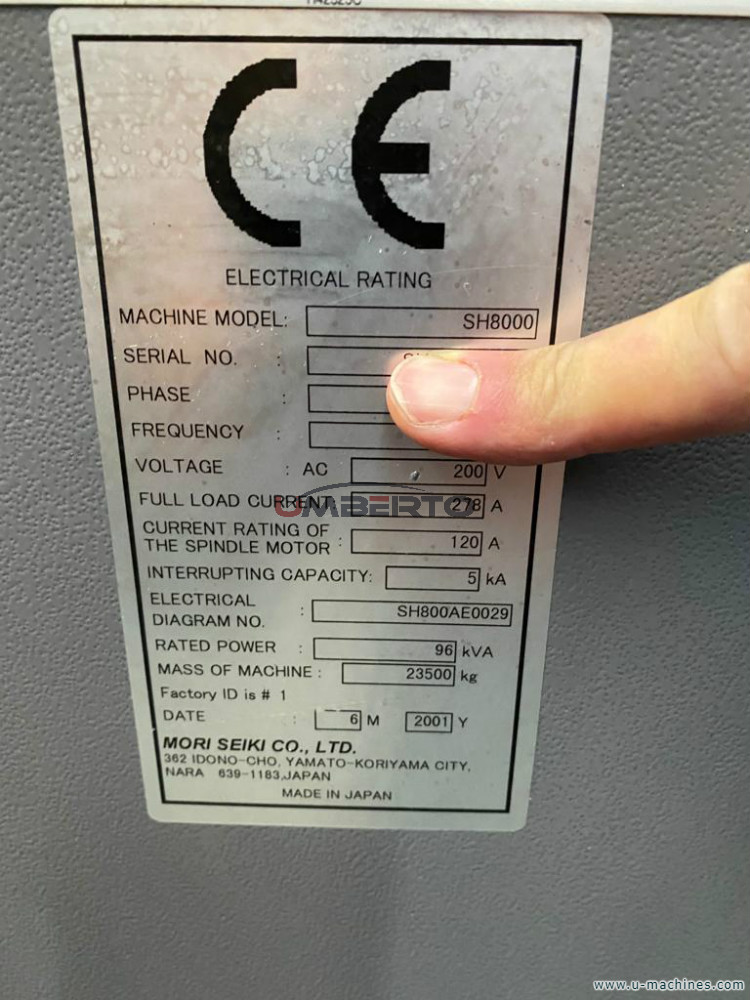 CE
ELECTRICAL RATING
MACHINE MODEL: SH8000
SERIAL NO. :
PHASE :
FREQUENCY :
VOLTAGE : AC 200 V
FULL LOAD CURRENT: 278 A
CURRENT RATING OF
THE SPINDLE MOTOR : 120 A
INTERRUPTING CAPACITY: 5 kA
ELECTRICAL
DIAGRAM NO. : SH800AE0029
RATED POWER : 96 kVA
MASS OF MACHINE: 23500 kg
Factory ID is # 1
DATE : 6 M 2001 Y
MORI SEIKI CO., LTD.
362 IDONO-CHO, YAMATO-KORIYAMA CITY,
NARA 639-1183,JAPAN
MADE IN JAPAN
UMBERTO
www.u-machines.com